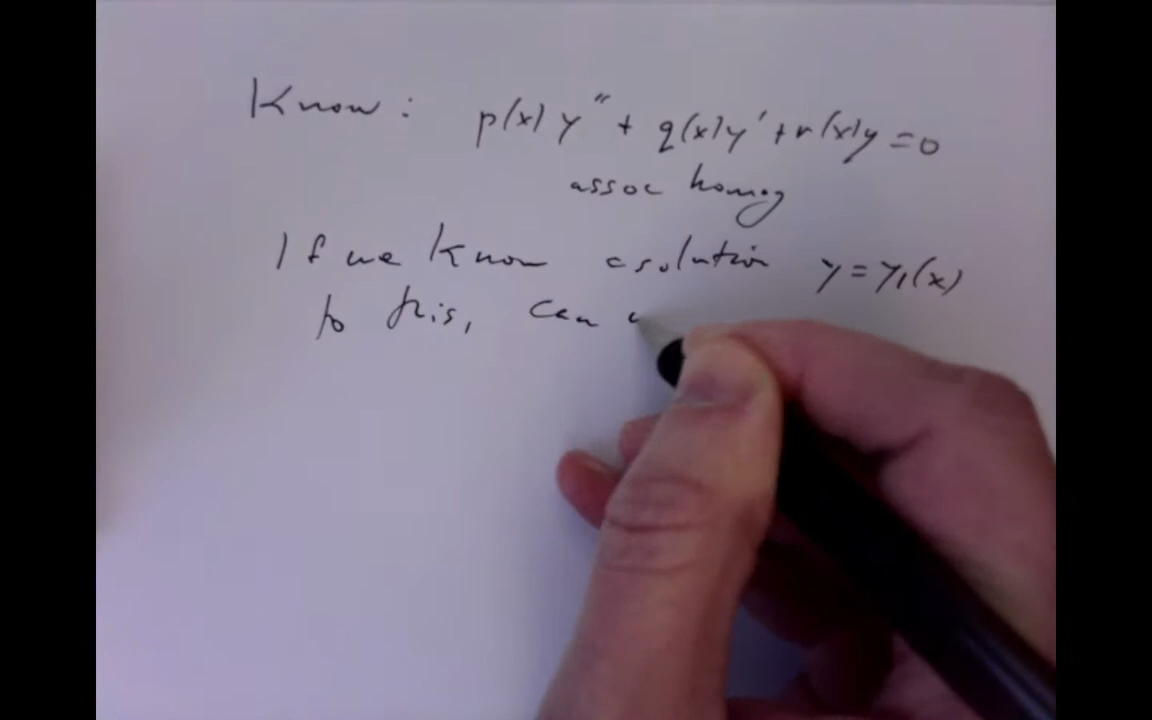 Know: p(x) y'' + q(x) y' + r(x) y = 0
assoc homog
If we know a solution y = y₁(x)
to this, can